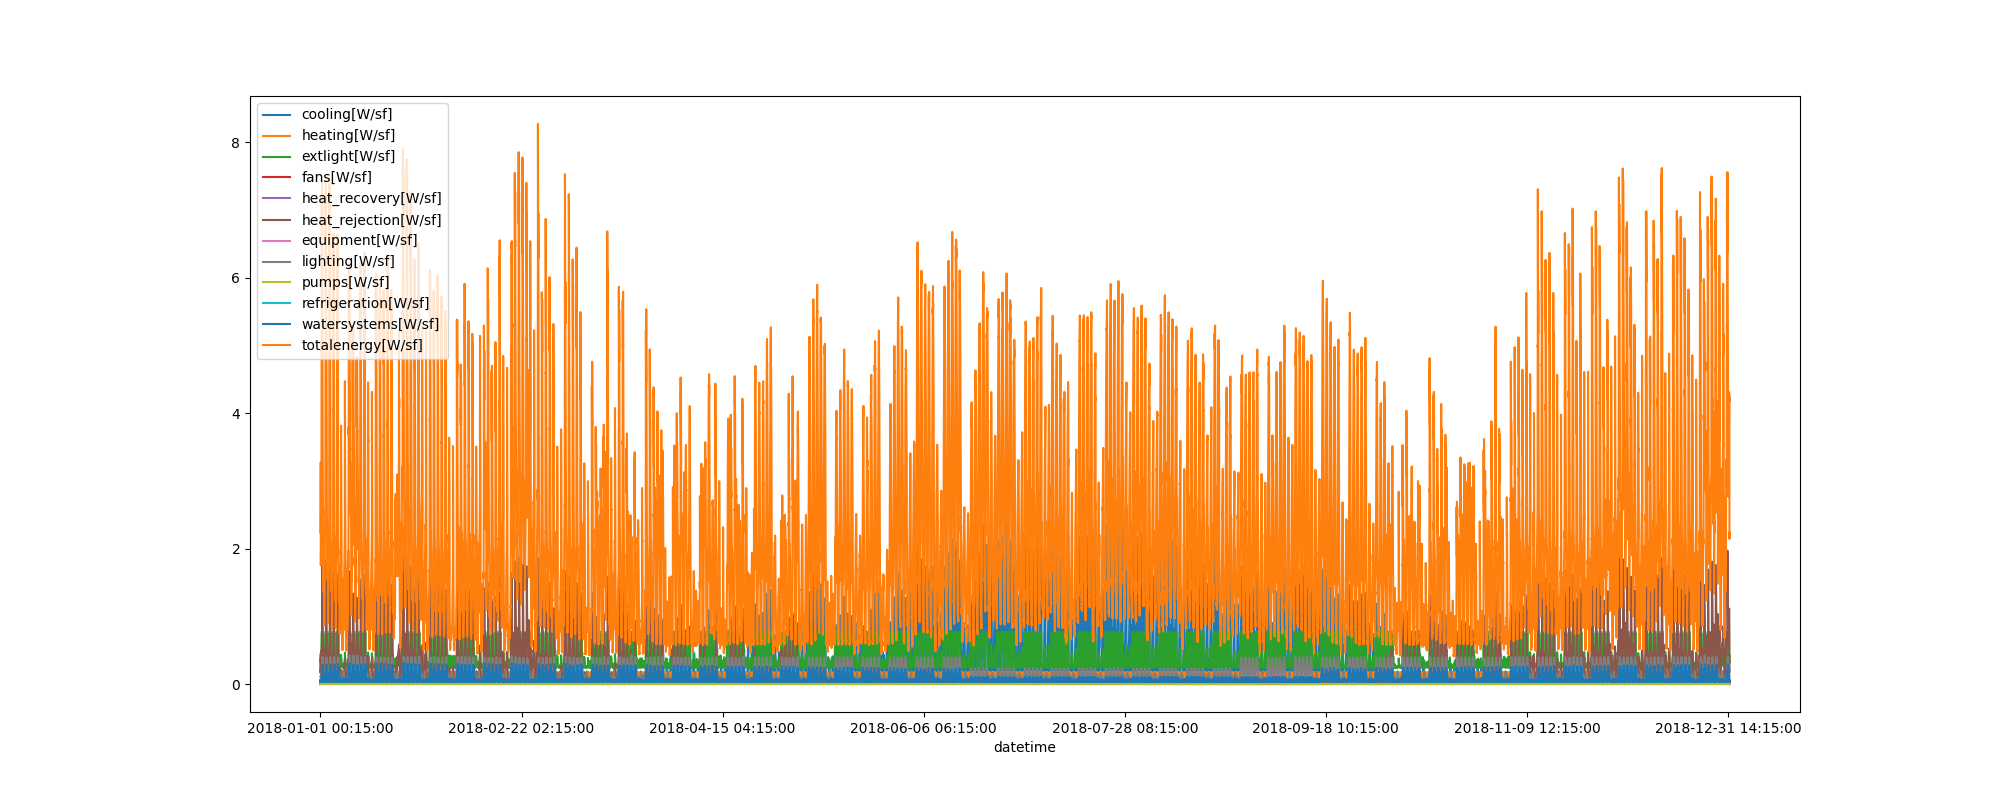 cooling[W/sf]
heating[W/sf]
extlight[W/sf]
fans[W/sf]
heat_recovery[W/sf]
heat_rejection[W/sf]
equipment[W/sf]
lighting[W/sf]
pumps[W/sf]
refrigeration[W/sf]
watersystems[W/sf]
totalenergy[W/sf]
8
6
4
2
0
2018-01-01 00:15:00 2018-02-22 02:15:00 2018-04-15 04:15:00 2018-06-06 06:15:00 2018-07-28 08:15:00 2018-09-18 10:15:00 2018-11-09 12:15:00 2018-12-31 14:15:00
datetime